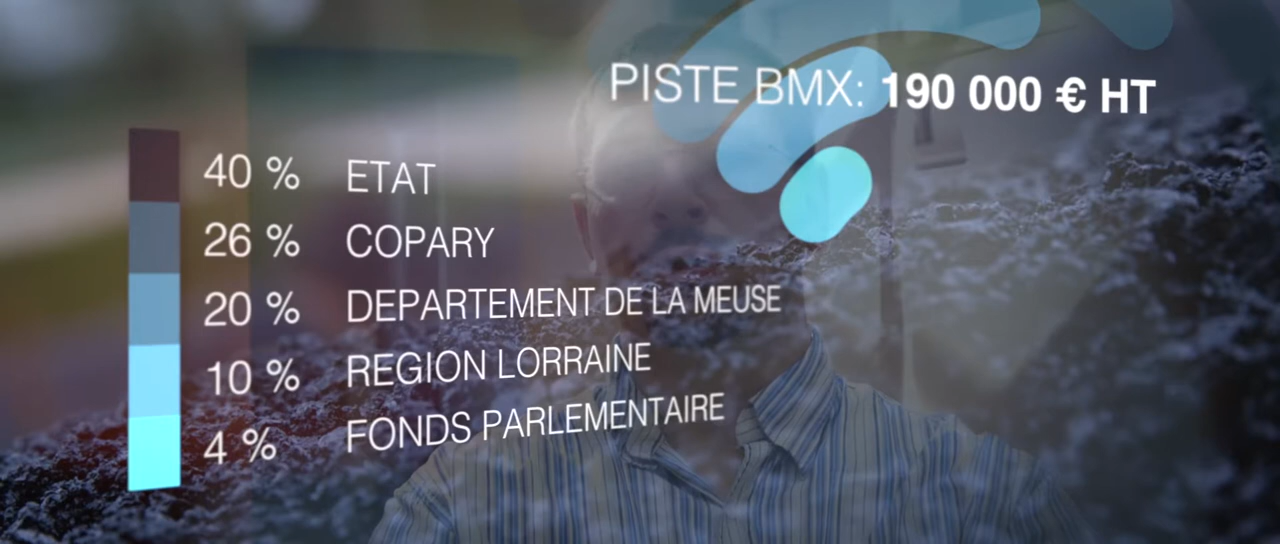 PISTE BMX: 190 000 € HT
40 % ETAT
26 % COPARY
20 % DEPARTEMENT DE LA MEUSE
10 % REGION LORRAINE
4 % FONDS PARLEMENTAIRE